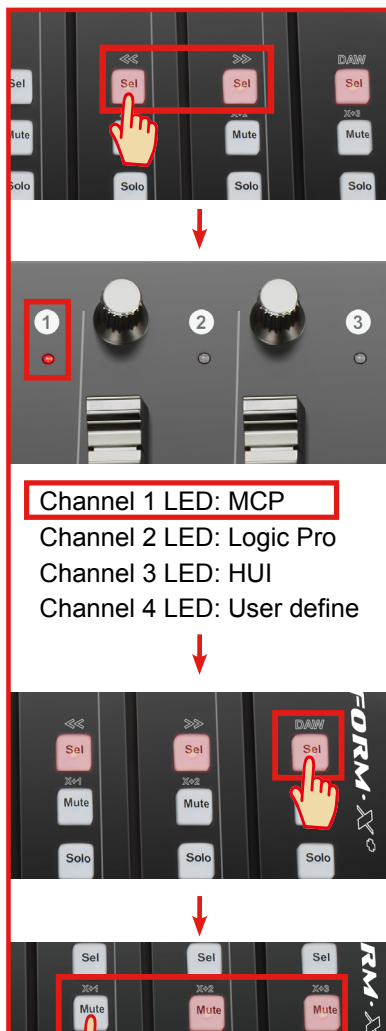 << >> DAW
Sel Sel Sel Sel
X+2 X+3
Mute Mute Mute
Solo Solo Solo Solo
1 2 3
Channel 1 LED: MCP
Channel 2 LED: Logic Pro
Channel 3 LED: HUI
Channel 4 LED: User define
<< >> DAW
Sel Sel Sel
X+1 X+2
Mute Mute
Solo Solo Solo
FORM·X+
Sel Sel Sel
X+1 X+2 X+3
Mute Mute Mute
RM·X